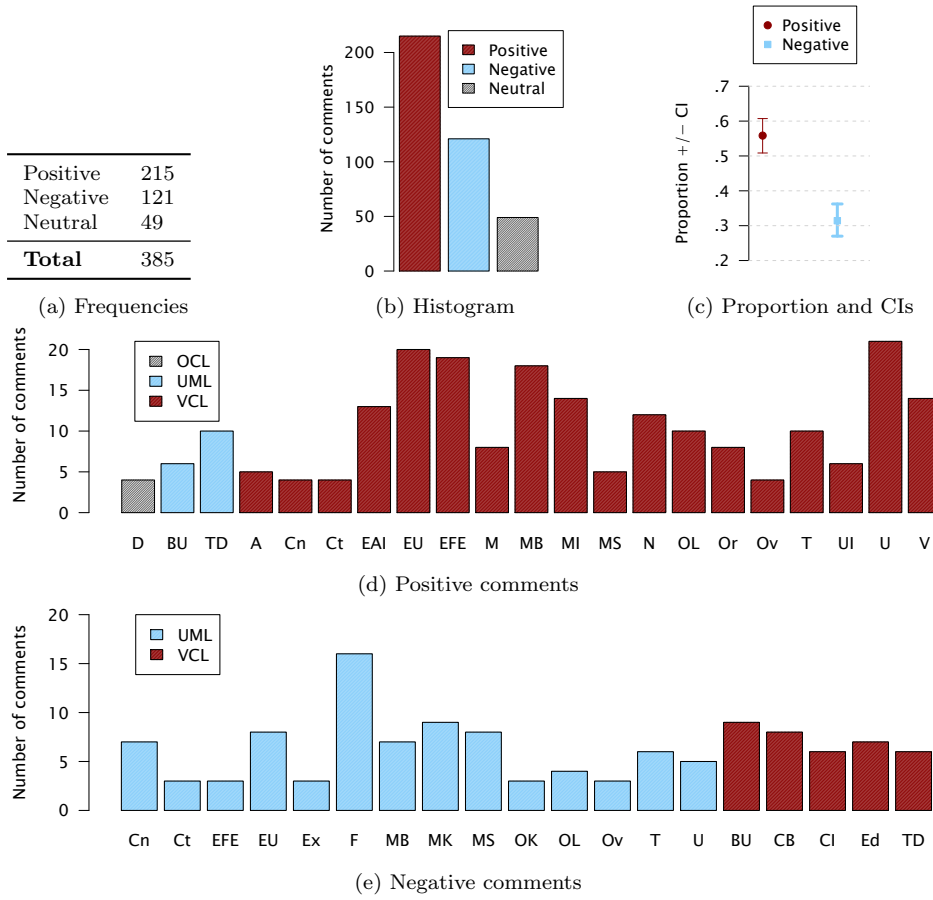 Positive 215
Negative 121
Neutral 49
Total 385
(a) Frequencies
Number of comments
200
150
100
50
0
Positive
Negative
Neutral
(b) Histogram
Positive
Negative
Proportion +/− CI
.7
.6
.5
.4
.3
.2
(c) Proportion and CIs
Number of comments
20
15
10
5
0
OCL
UML
VCL
D BU TD A Cn Ct EAI EU EFE M MB MI MS N OL Or Ov T UI U V
(d) Positive comments
Number of comments
20
15
10
5
0
UML
VCL
Cn Ct EFE EU Ex F MB MK MS OK OL Ov T U BU CB CI Ed TD
(e) Negative comments